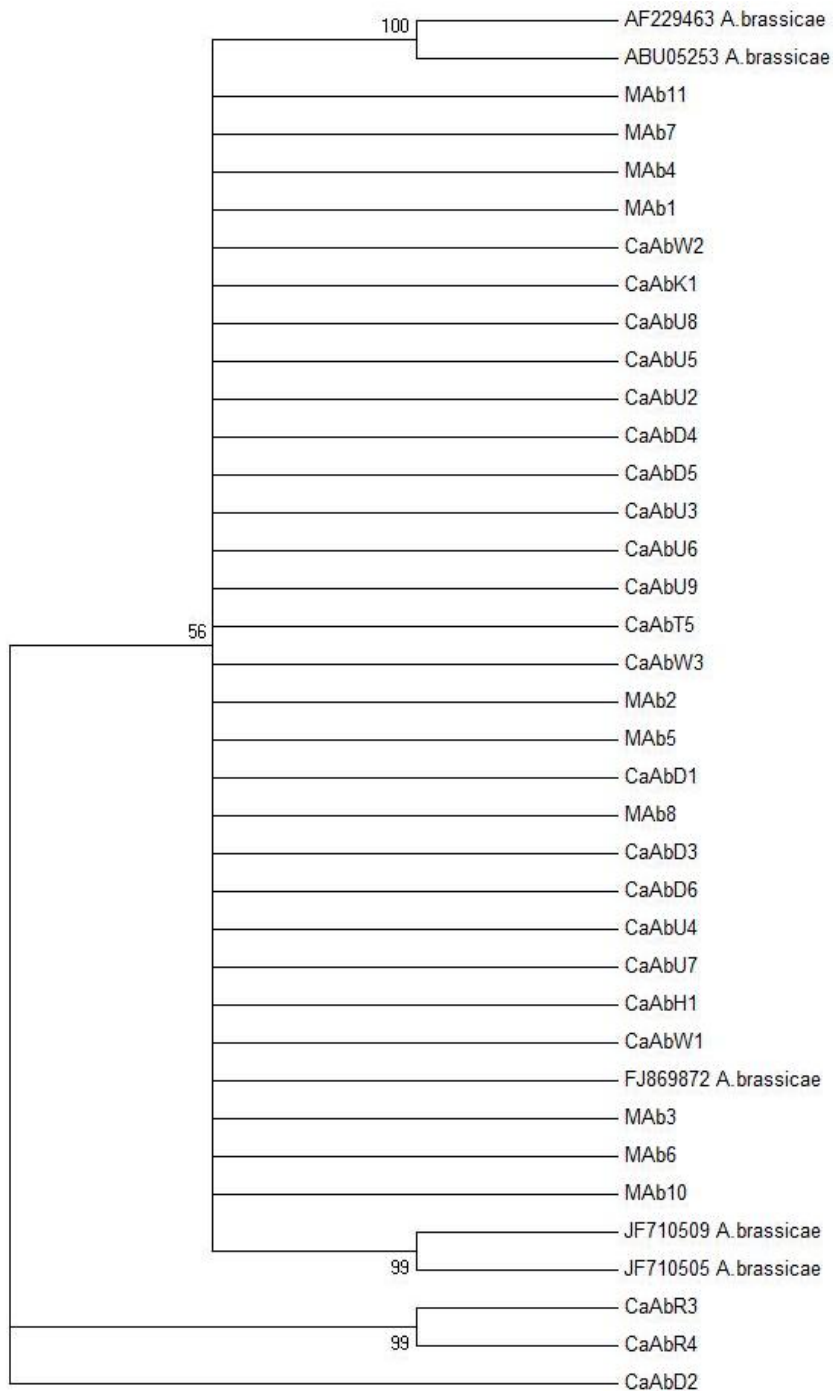 100
AF229463 A.brassicae
ABU05253 A.brassicae
MAb11
MAb7
MAb4
MAb1
CaAbW2
CaAbK1
CaAbU8
CaAbU5
CaAbU2
CaAbD4
CaAbD5
CaAbU3
CaAbU6
CaAbU9
CaAbT5
56
CaAbW3
MAb2
MAb5
CaAbD1
MAb8
CaAbD3
CaAbD6
CaAbU4
CaAbU7
CaAbH1
CaAbW1
FJ869872 A.brassicae
MAb3
MAb6
MAb10
JF710509 A.brassicae
99
JF710505 A.brassicae
CaAbR3
99
CaAbR4
CaAbD2